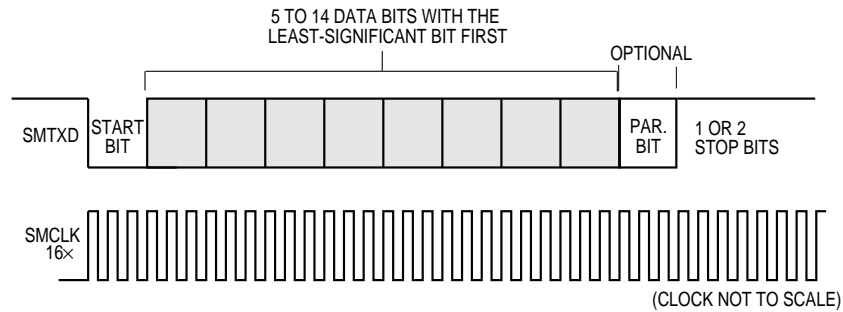 5 TO 14 DATA BITS WITH THE
LEAST-SIGNIFICANT BIT FIRST
OPTIONAL
SMTXD
START
BIT
PAR.
BIT
1 OR 2
STOP BITS
SMCLK
16×
(CLOCK NOT TO SCALE)